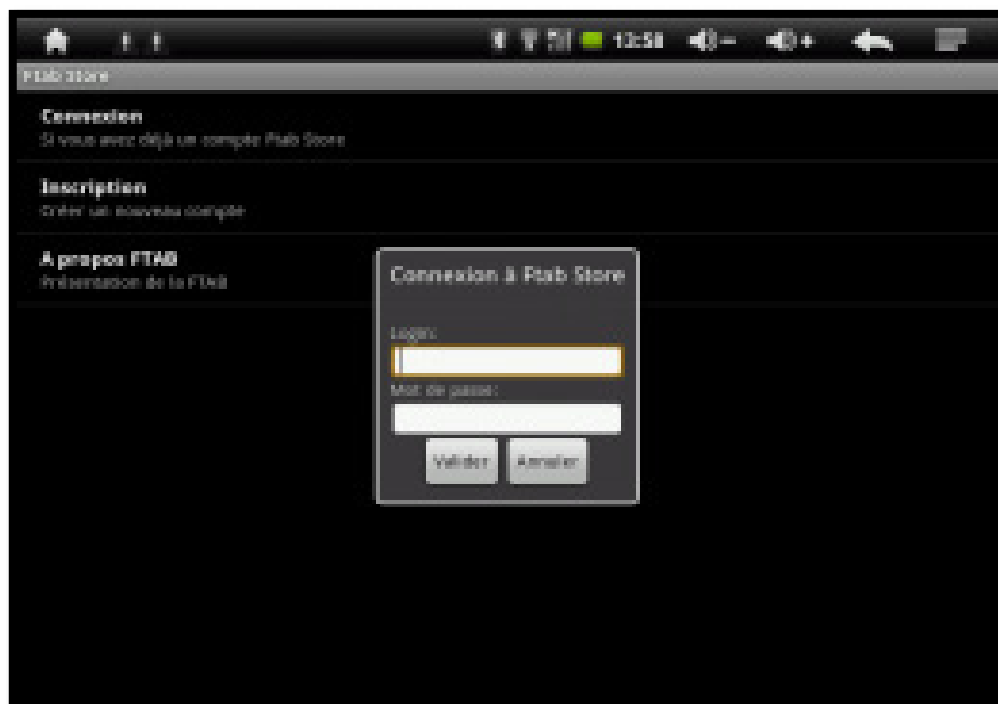 13:58
Ftab Store
Connexion
Si vous avez déjà un compte Ftab Store
Inscription
Créer un nouveau compte
A propos FTAB
Présentation de la FTAB
Connexion à Ftab Store
Login:
Mot de passe:
Valider Annuler